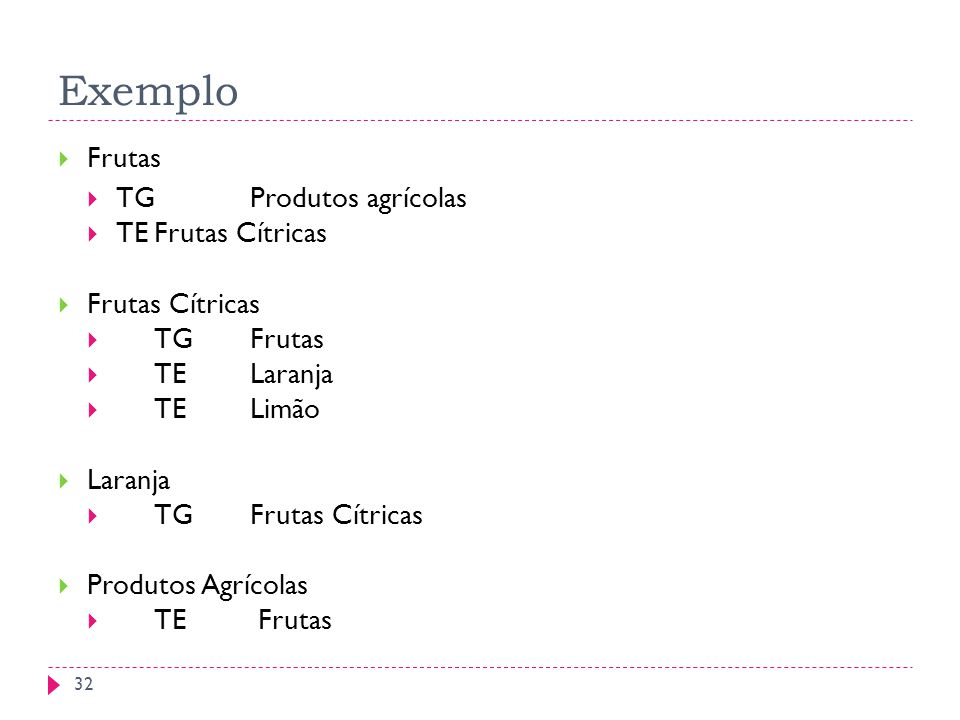 Exemplo
Frutas
TG Produtos agrícolas
TE Frutas Cítricas
Frutas Cítricas
TG Frutas
TE Laranja
TE Limão
Laranja
TG Frutas Cítricas
Produtos Agrícolas
TE Frutas
32